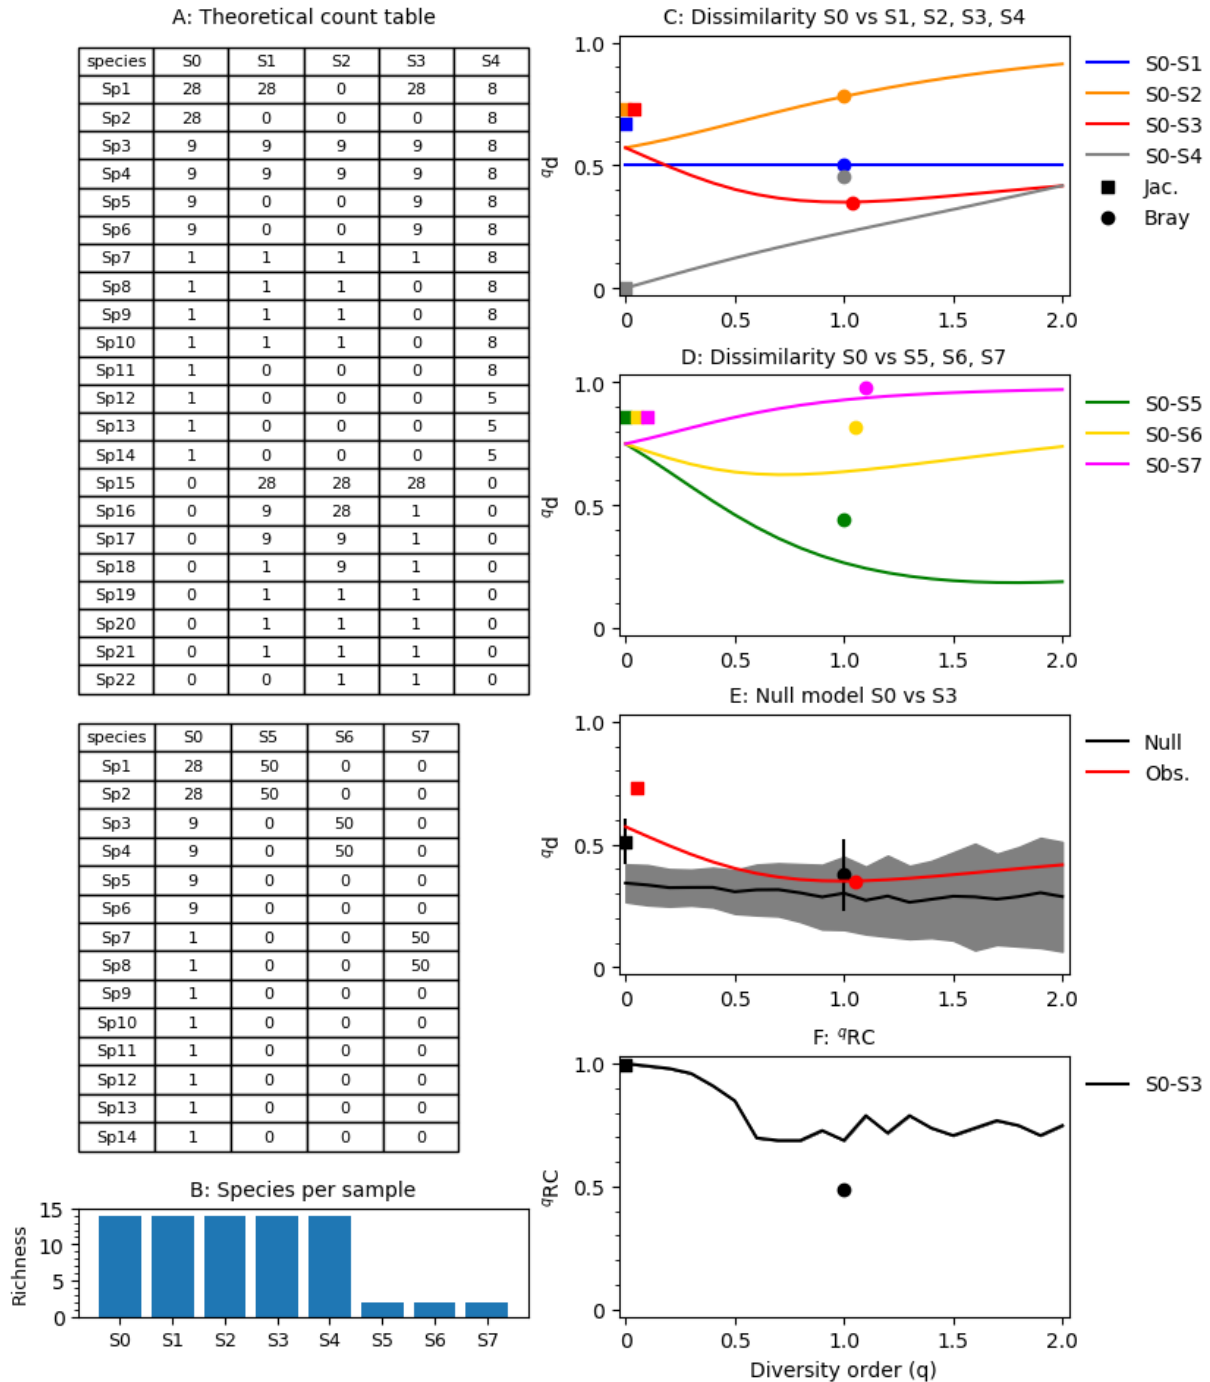 A: Theoretical count table
species S0 S1 S2 S3 S4
Sp1 28 28 0 28 8
Sp2 28 0 0 0 8
Sp3 9 9 9 9 8
Sp4 9 9 9 9 8
Sp5 9 0 0 9 8
Sp6 9 0 0 9 8
Sp7 1 1 1 1 8
Sp8 1 1 1 0 8
Sp9 1 1 1 0 8
Sp10 1 1 1 0 8
Sp11 1 0 0 0 8
Sp12 1 0 0 0 5
Sp13 1 0 0 0 5
Sp14 1 0 0 0 5
Sp15 0 28 28 28 0
Sp16 0 9 28 1 0
Sp17 0 9 9 1 0
Sp18 0 1 9 1 0
Sp19 0 1 1 1 0
Sp20 0 1 1 1 0
Sp21 0 1 1 1 0
Sp22 0 0 1 1 0
species S0 S5 S6 S7
Sp1 28 50 0 0
Sp2 28 50 0 0
Sp3 9 0 50 0
Sp4 9 0 50 0
Sp5 9 0 0 0
Sp6 9 0 0 0
Sp7 1 0 0 50
Sp8 1 0 0 50
Sp9 1 0 0 0
Sp10 1 0 0 0
Sp11 1 0 0 0
Sp12 1 0 0 0
Sp13 1 0 0 0
Sp14 1 0 0 0
B: Species per sample
Richness
15
10
5
0
S0 S1 S2 S3 S4 S5 S6 S7
C: Dissimilarity S0 vs S1, S2, S3, S4
qd
1.0
0.5
0
0 0.5 1.0 1.5 2.0
S0-S1
S0-S2
S0-S3
S0-S4
Jac.
Bray
D: Dissimilarity S0 vs S5, S6, S7
qd
1.0
0.5
0
0 0.5 1.0 1.5 2.0
S0-S5
S0-S6
S0-S7
E: Null model S0 vs S3
qd
1.0
0.5
0
0 0.5 1.0 1.5 2.0
Null
Obs.
F: qRC
qRC
1.0
0.5
0
0 0.5 1.0 1.5 2.0
S0-S3
Diversity order (q)